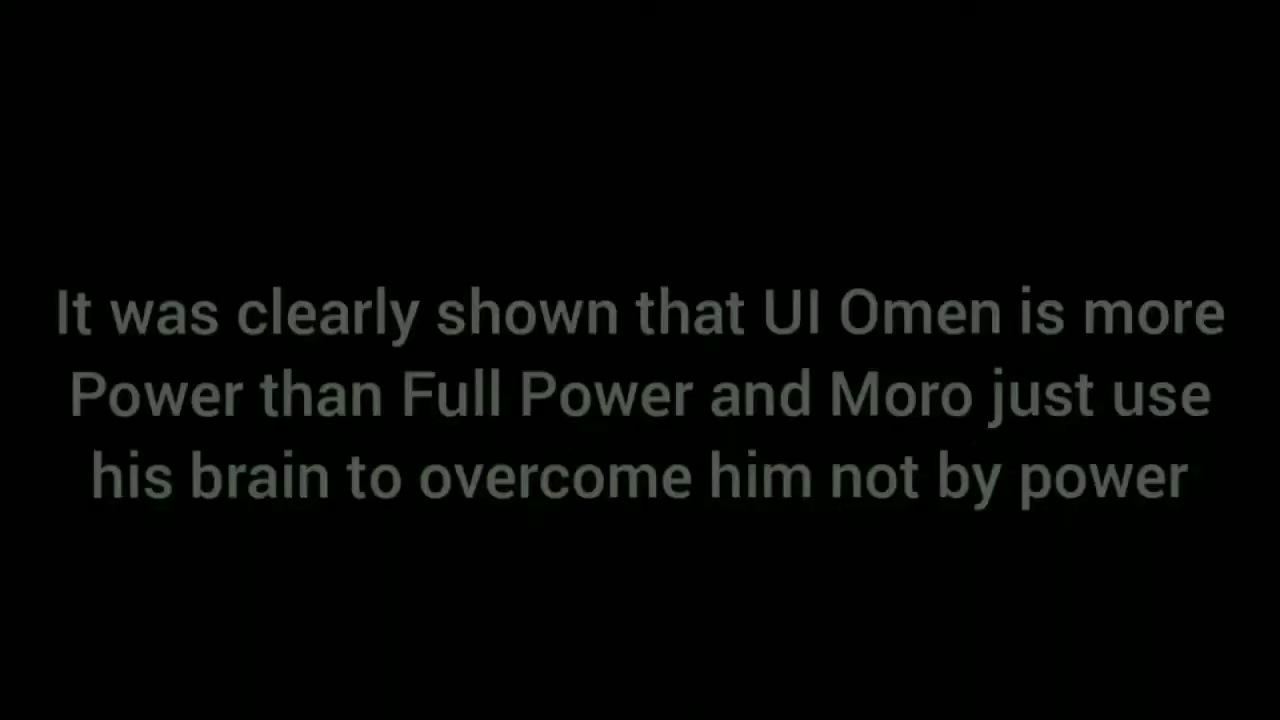 It was clearly shown that UI Omen is more
Power than Full Power and Moro just use
his brain to overcome him not by power